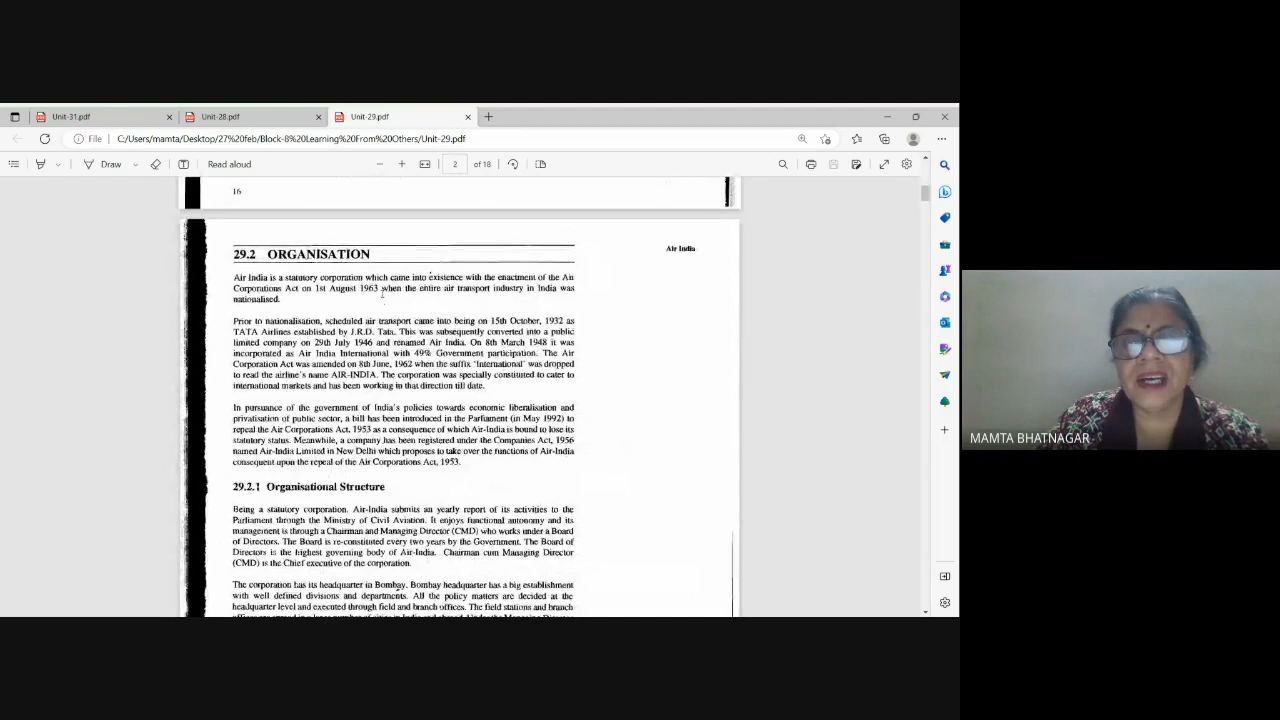 Unit-31.pdf
Unit-28.pdf
Unit-29.pdf
File
C:/Users/mamta/Desktop/27%20feb/Block-8%20Learning%20From%20Others/Unit-29.pdf
Draw
Read aloud
2
of 18
16
Air India
29.2 ORGANISATION
Air India is a statutory corporation which came into existence with the enactment of the Air
Corporations Act on 1st August 1963 when the entire air transport industry in India was
nationalised.
Prior to nationalisation, scheduled air transport came into being on 15th October, 1932 as
TATA Airlines established by J.R.D. Tata. This was subsequently converted into a public
limited company on 29th July 1946 and renamed Air India. On 8th March 1948 it was
incorporated as Air India International with 49% Government participation. The Air
Corporation Act was amended on 8th June, 1962 when the suffix 'International' was dropped
to read the airline's name AIR-INDIA. The corporation was specially constituted to cater to
international markets and has been working in that direction till date.
In pursuance of the government of India's policies towards economic liberalisation and
privatisation of public sector, a bill has been introduced in the Parliament (in May 1992) to
repeal the Air Corporations Act, 1953 as a consequence of which Air-India is bound to lose its
statutory status. Meanwhile, a company has been registered under the Companies Act, 1956
named Air-India Limited in New Delhi which proposes to take over the functions of Air-India
consequent upon the repeal of the Air Corporations Act, 1953.
29.2.1 Organisational Structure
Being a statutory corporation. Air-India submits an yearly report of its activities to the
Parliament through the Ministry of Civil Aviation. It enjoys functional autonomy and its
management is through a Chairman and Managing Director (CMD) who works under a Board
of Directors. The Board is re-constituted every two years by the Government. The Board of
Directors is the highest governing body of Air-India. Chairman cum Managing Director
(CMD) is the Chief executive of the corporation.
The corporation has its headquarter in Bombay. Bombay headquarter has a big establishment
with well defined divisions and departments. All the policy matters are decided at the
headquarter level and executed through field and branch offices. The field stations and branch
MAMTA BHATNAGAR